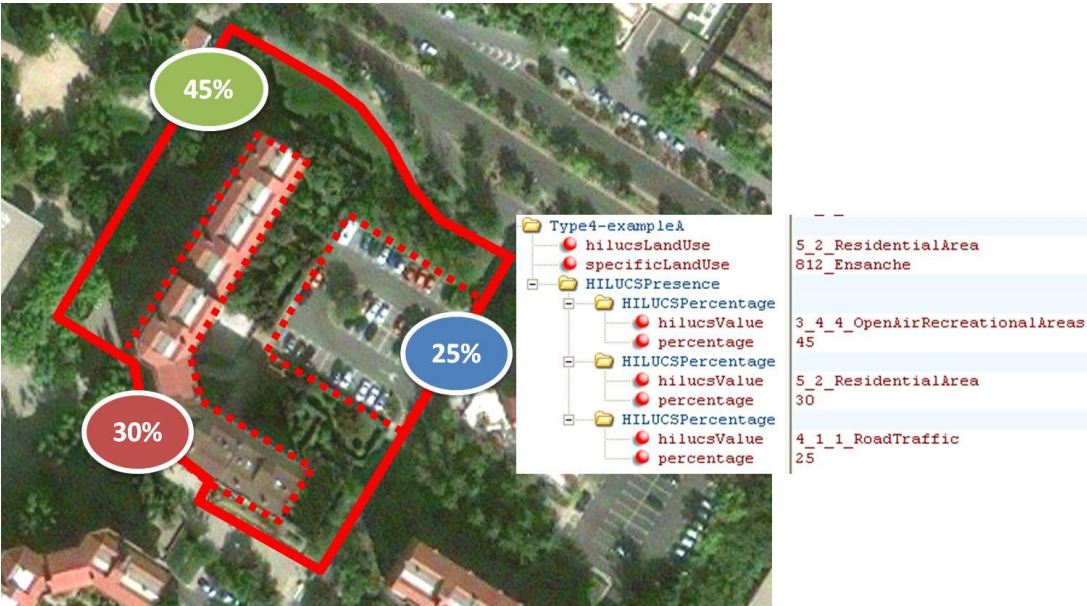 45%
25%
30%
Type4-exampleA
hilucsLandUse 5_2_ResidentialArea
specificLandUse 812_Ensanche
HILUCSPresence
HILUCSPercentage
hilucsValue 3_4_4_OpenAirRecreationalAreas
percentage 45
HILUCSPercentage
hilucsValue 5_2_ResidentialArea
percentage 30
HILUCSPercentage
hilucsValue 4_1_1_RoadTraffic
percentage 25